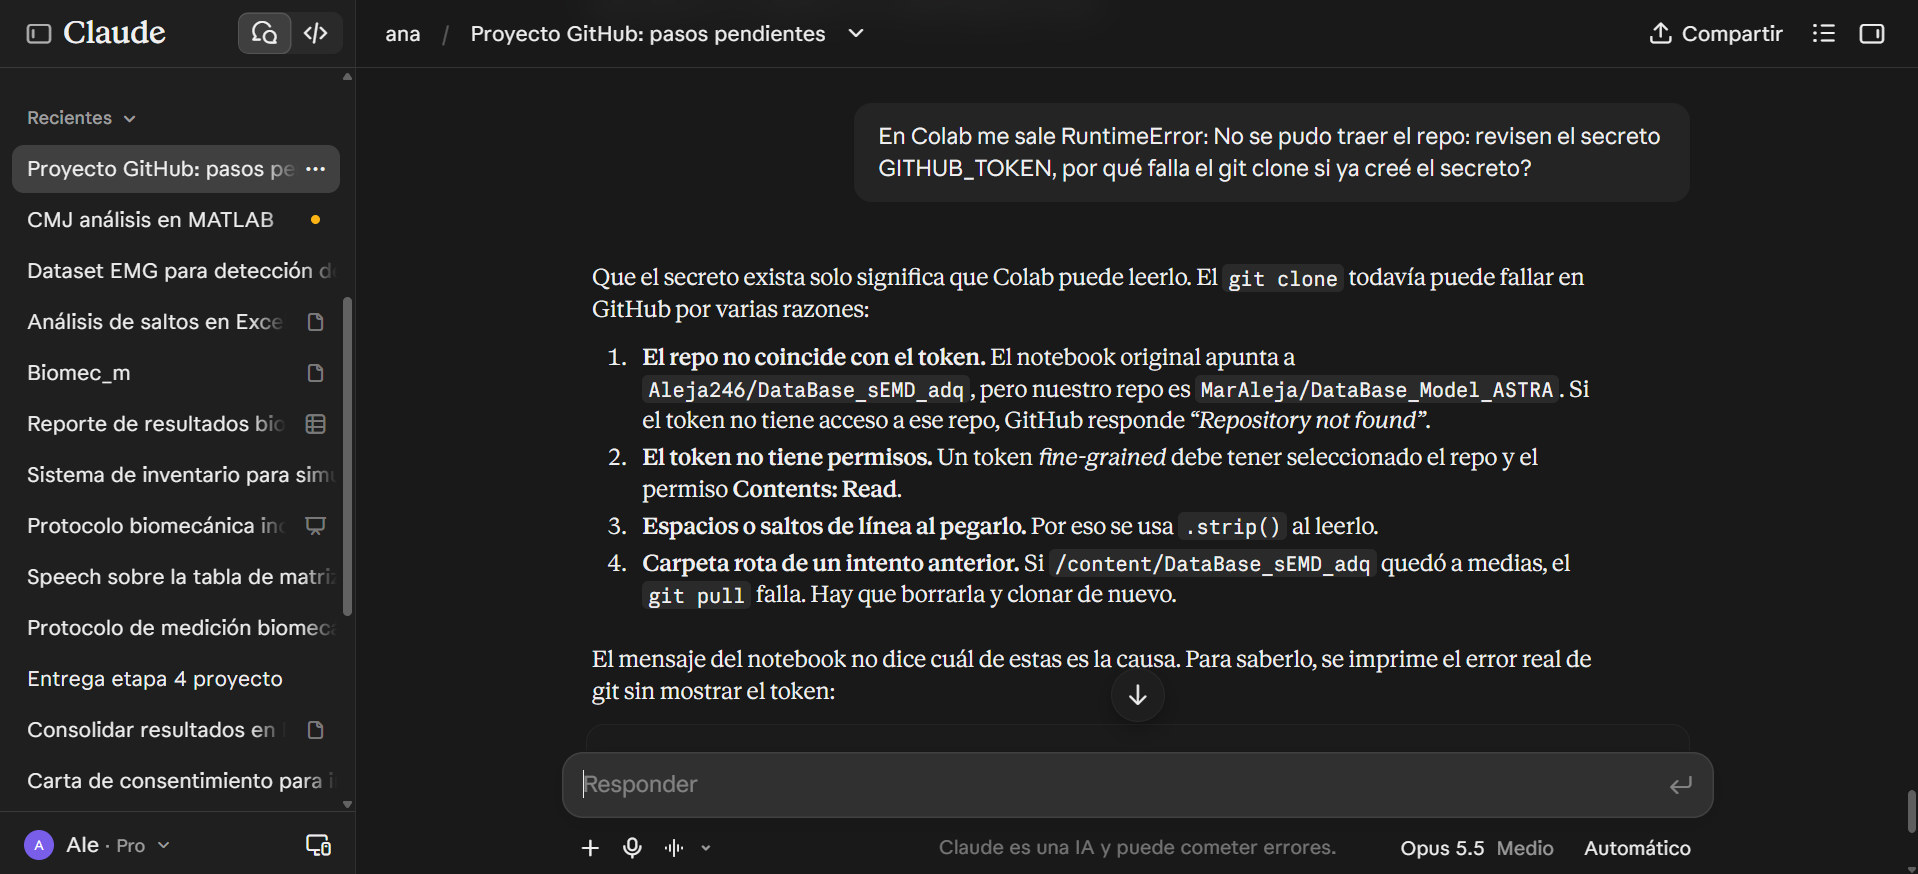 Claude
ana / Proyecto GitHub: pasos pendientes
Compartir
Recientes
Proyecto GitHub: pasos pe
CMJ análisis en MATLAB
Dataset EMG para detección d
Análisis de saltos en Exce
Biomec_m
Reporte de resultados bio
Sistema de inventario para simu
Protocolo biomecánica in
Speech sobre la tabla de matri
Protocolo de medición biomec
Entrega etapa 4 proyecto
Consolidar resultados en
Carta de consentimiento para i
A Ale · Pro
En Colab me sale RuntimeError: No se pudo traer el repo: revisen el secreto
GITHUB_TOKEN, por qué falla el git clone si ya creé el secreto?
Que el secreto exista solo significa que Colab puede leerlo. El git clone todavía puede fallar en
GitHub por varias razones:
1. El repo no coincide con el token. El notebook original apunta a
Aleja246/DataBase_sEMD_adq, pero nuestro repo es MarAleja/DataBase_Model_ASTRA. Si
el token no tiene acceso a ese repo, GitHub responde “Repository not found”.
2. El token no tiene permisos. Un token fine-grained debe tener seleccionado el repo y el
permiso Contents: Read.
3. Espacios o saltos de línea al pegarlo. Por eso se usa .strip() al leerlo.
4. Carpeta rota de un intento anterior. Si /content/DataBase_sEMD_adq quedó a medias, el
git pull falla. Hay que borrarla y clonar de nuevo.
El mensaje del notebook no dice cuál de estas es la causa. Para saberlo, se imprime el error real de
git sin mostrar el token:
Responder
Claude es una IA y puede cometer errores.
Opus 5.5 Medio
Automático